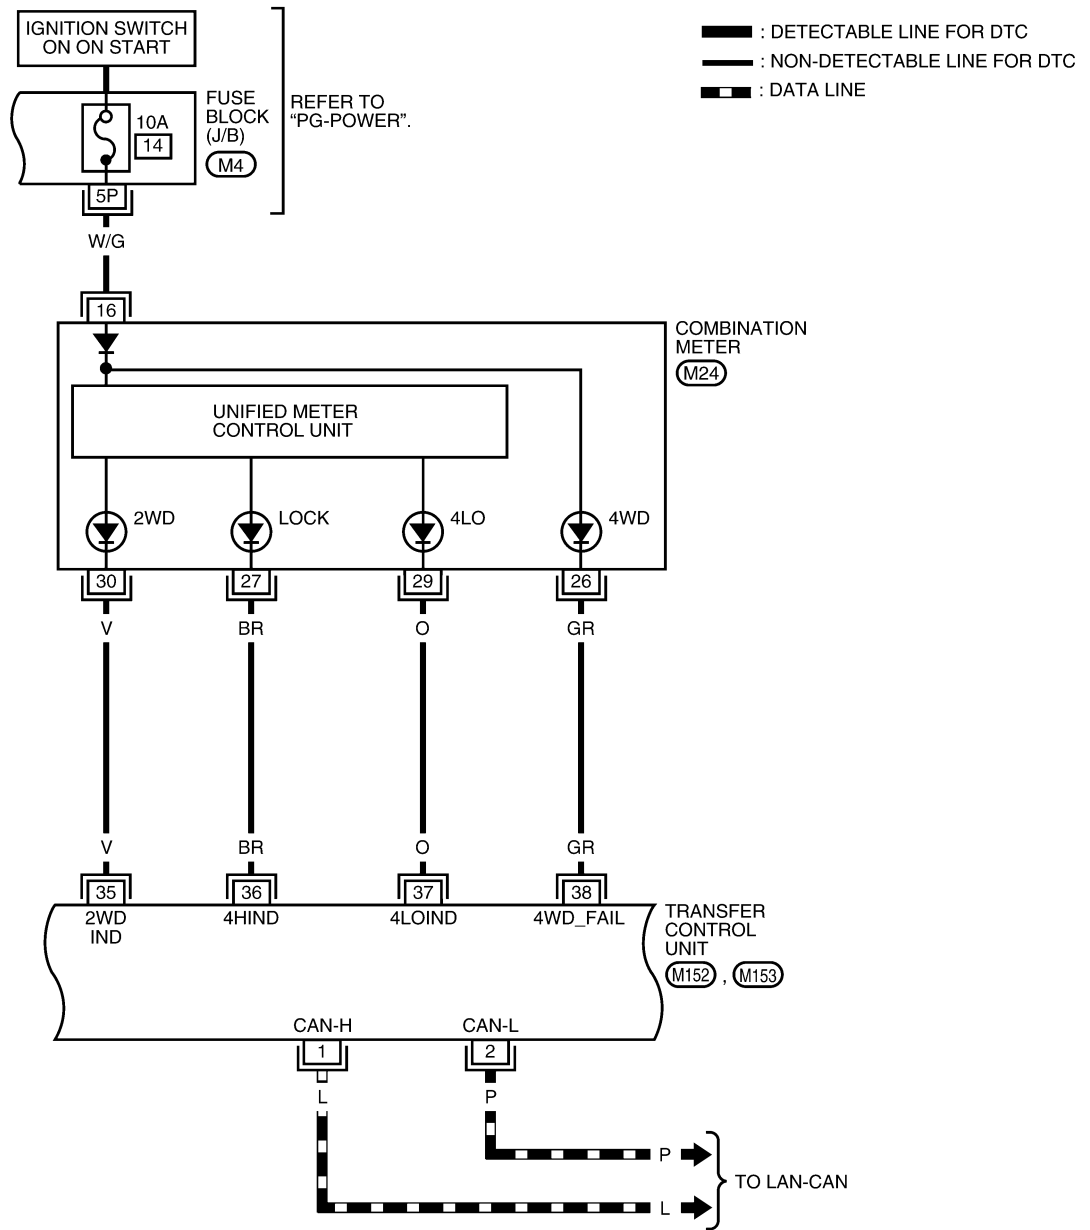 IGNITION SWITCH
ON OR START
: DETECTABLE LINE FOR DTC
: NON-DETECTABLE LINE FOR DTC
: DATA LINE
FUSE
BLOCK
(J/B)
M4
REFER TO
“PG-POWER”.
10A
14
5P
W/G
16
COMBINATION
METER
M24
UNIFIED METER
CONTROL UNIT
2WD
LOCK
4LO
4WD
30
27
29
26
V
BR
O
GR
V
BR
O
GR
35
36
37
38
2WD
IND
4HIND
4LOIND
4WD_FAIL
TRANSFER
CONTROL
UNIT
M152 , M153
CAN-H
CAN-L
1
2
L
P
P
L
TO LAN-CAN